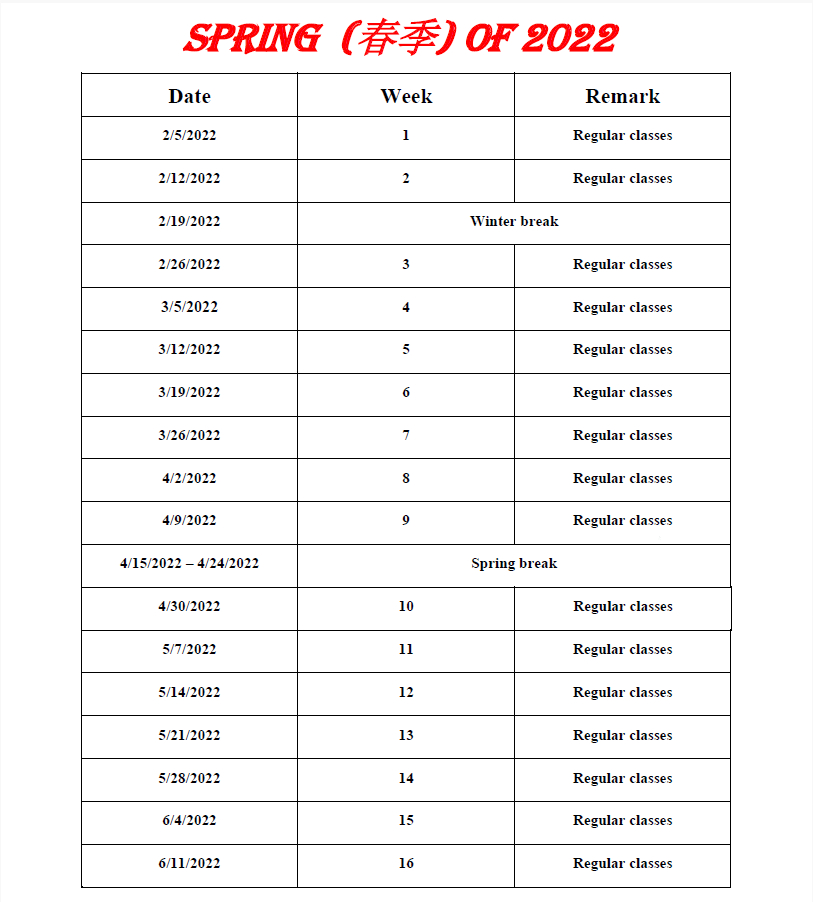 SPRING (春季) OF 2022
Date Week Remark
2/5/2022 1 Regular classes
2/12/2022 2 Regular classes
2/19/2022 Winter break
2/26/2022 3 Regular classes
3/5/2022 4 Regular classes
3/12/2022 5 Regular classes
3/19/2022 6 Regular classes
3/26/2022 7 Regular classes
4/2/2022 8 Regular classes
4/9/2022 9 Regular classes
4/15/2022 – 4/24/2022 Spring break
4/30/2022 10 Regular classes
5/7/2022 11 Regular classes
5/14/2022 12 Regular classes
5/21/2022 13 Regular classes
5/28/2022 14 Regular classes
6/4/2022 15 Regular classes
6/11/2022 16 Regular classes